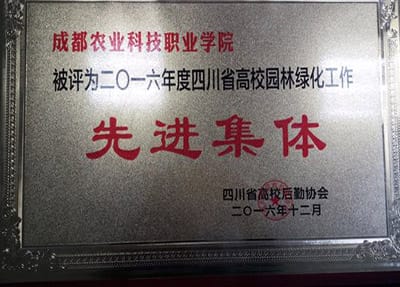 成都农业科技职业学院
被评为二〇一六年度四川省高校园林绿化工作
先进集体
四川省高校后勤协会
二〇一六年十二月